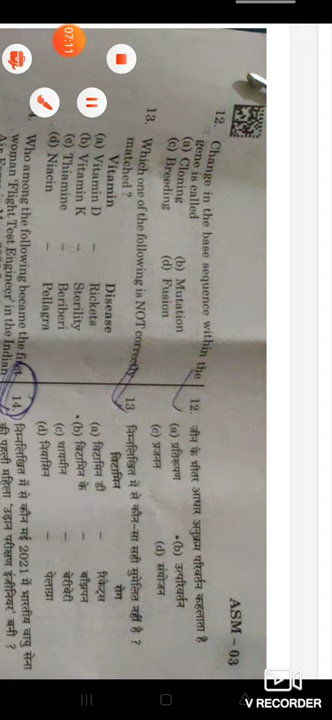 07:11
ASM – 03
12. Change in the base sequence within the
gene is called
(a) Cloning (b) Mutation
(c) Breeding (d) Fusion
13. Which one of the following is NOT correctly
matched ?
Vitamin Disease
(a) Vitamin D – Rickets
(b) Vitamin K – Sterility
(c) Thiamine – Beriberi
(d) Niacin – Pellagra
Who among the following became the first
woman 'Flight Test Engineer' in the Indian
12. जीन के भीतर आधार अनुक्रम परिवर्तन कहलाता है
(a) प्रतिरूपण (b) उत्परिवर्तन
(c) प्रजनन (d) संयोजन
13. निम्नलिखित में से कौन-सा सही सुमेलित नहीं है ?
विटामिन रोग
(a) विटामिन डी – रिकेट्स
(b) विटामिन के – बाँझपन
(c) थायमीन – बेरीबेरी
(d) नियासिन – पेलाग्रा
14. निम्नलिखित में से कौन मई 2021 में भारतीय वायु सेना
की पहली महिला 'उड़ान परीक्षण इंजीनियर' बनी ?
V RECORDER